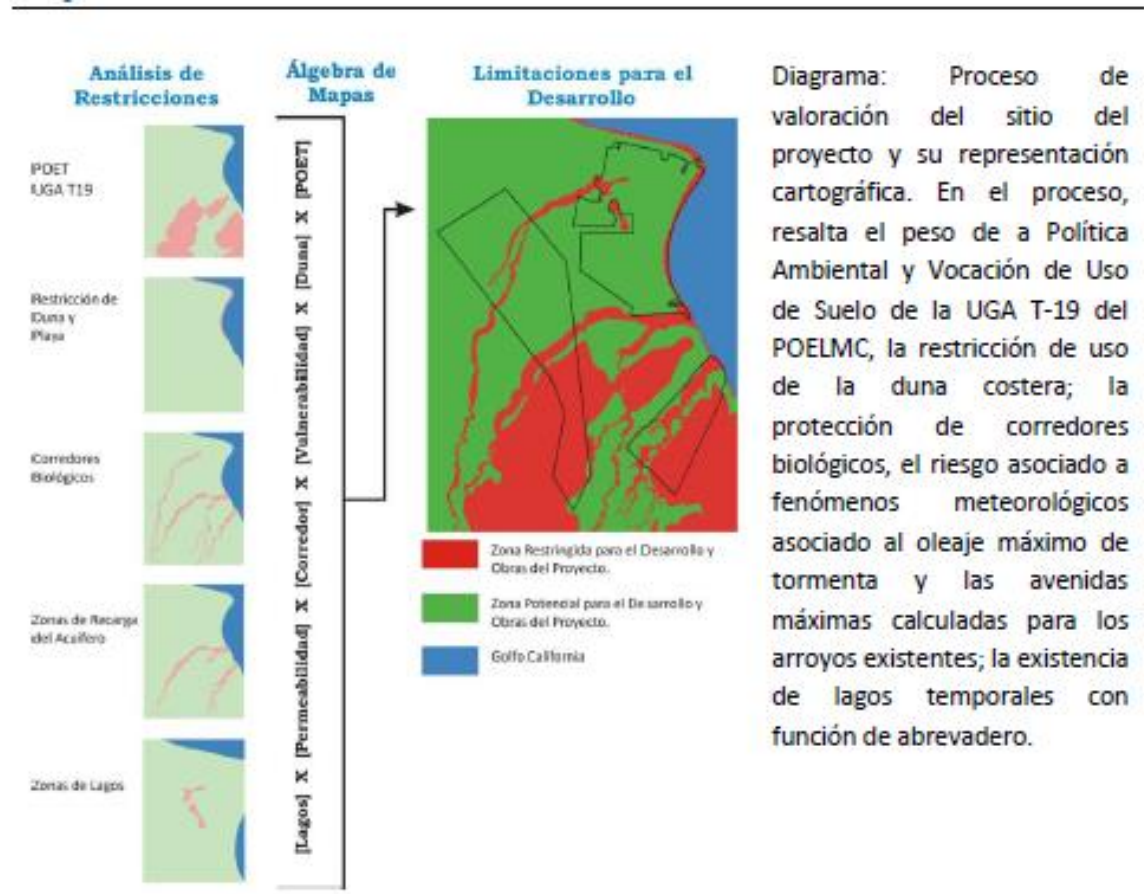 Análisis de
Restricciones
POET
UGA T19
Restricción de
Duna y
Playa
Corredores
Biológicos
Zonas de Recarga
del Acuífero
Zonas de Lagos
Álgebra de
Mapas
[Lagos] X [Permeabilidad] X [Corredor] X [Vulnerabilidad] X [Duna] X [POET]
Limitaciones para el
Desarrollo
Zona Restringida para el Desarrollo y
Obras del Proyecto.
Zona Potencial para el Desarrollo y
Obras del Proyecto.
Golfo California
Diagrama: Proceso de
valoración del sitio del
proyecto y su representación
cartográfica. En el proceso,
resalta el peso de a Política
Ambiental y Vocación de Uso
de Suelo de la UGA T-19 del
POELMC, la restricción de uso
de la duna costera; la
protección de corredores
biológicos, el riesgo asociado a
fenómenos meteorológicos
asociado al oleaje máximo de
tormenta y las avenidas
máximas calculadas para los
arroyos existentes; la existencia
de lagos temporales con
función de abrevadero.